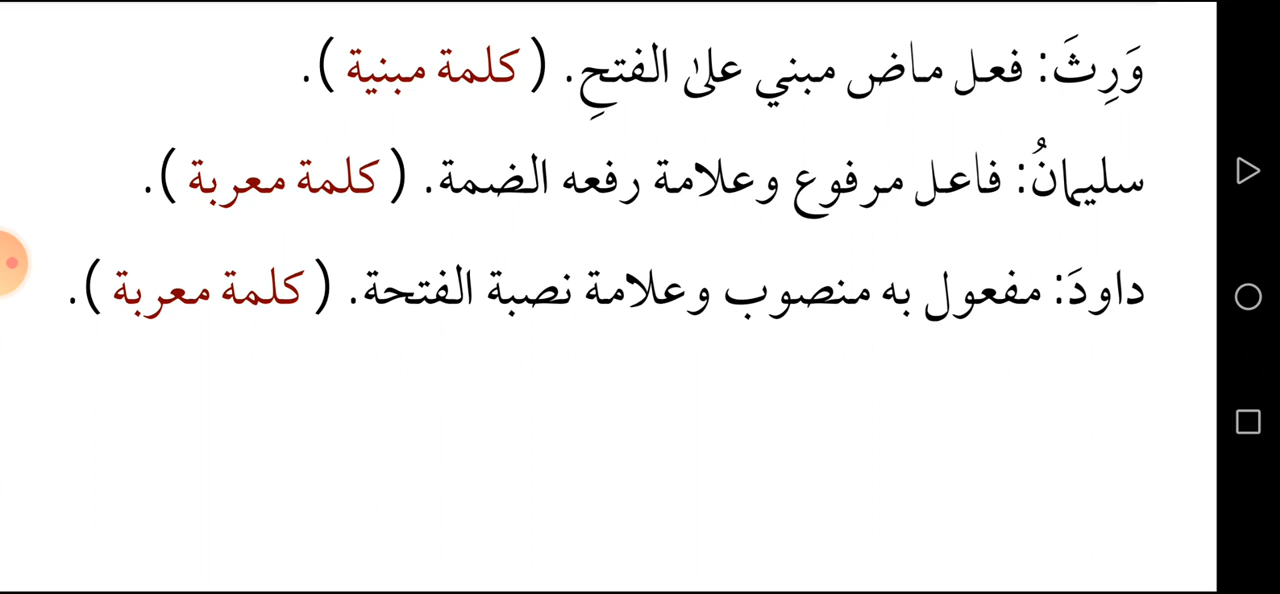 وَرِثَ: فعل ماض مبني على الفتحِ. ( كلمة مبنية ).
سليمانُ: فاعل مرفوع وعلامة رفعه الضمة. ( كلمة معربة ).
داودَ: مفعول به منصوب وعلامة نصبة الفتحة. ( كلمة معربة ).